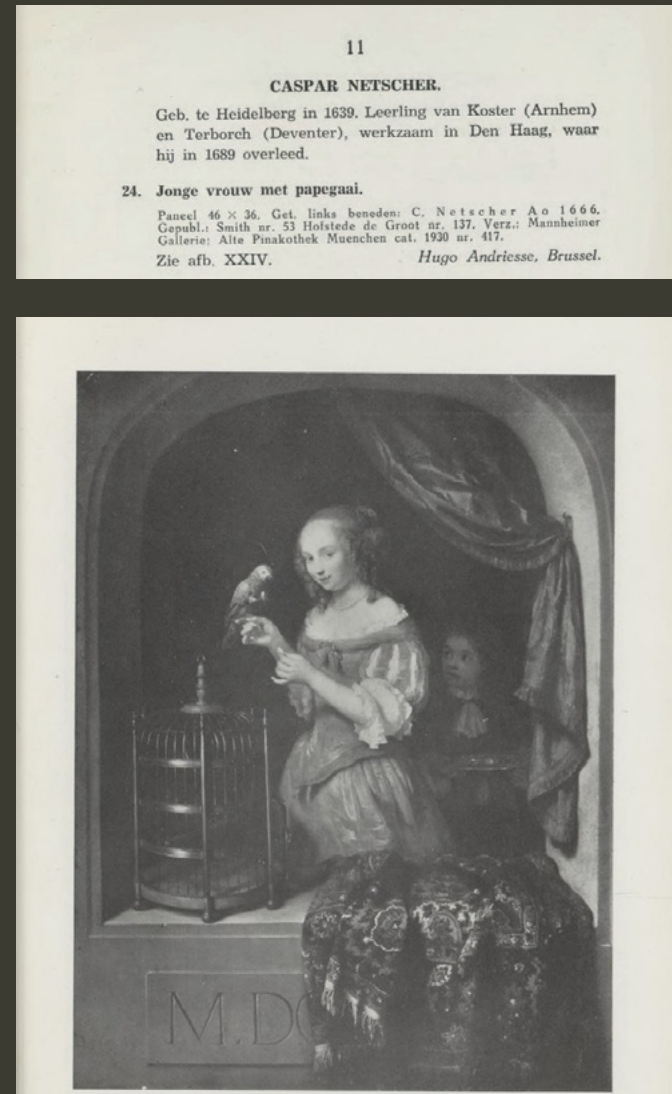 11
CASPAR NETSCHER.
Geb. te Heidelberg in 1639. Leerling van Koster (Arnhem)
en Terborch (Deventer), werkzaam in Den Haag, waar
hij in 1689 overleed.
24. Jonge vrouw met papegaai.
Paneel 46 × 36. Get. links beneden: C. Netscher Ao 1666.
Gepubl.: Smith nr. 53 Hofstede de Groot nr. 137. Verz.: Mannheimer
Gallerie: Alte Pinakothek Muenchen cat. 1930 nr. 417.
Zie afb. XXIV. Hugo Andriesse, Brussel.
M.DC